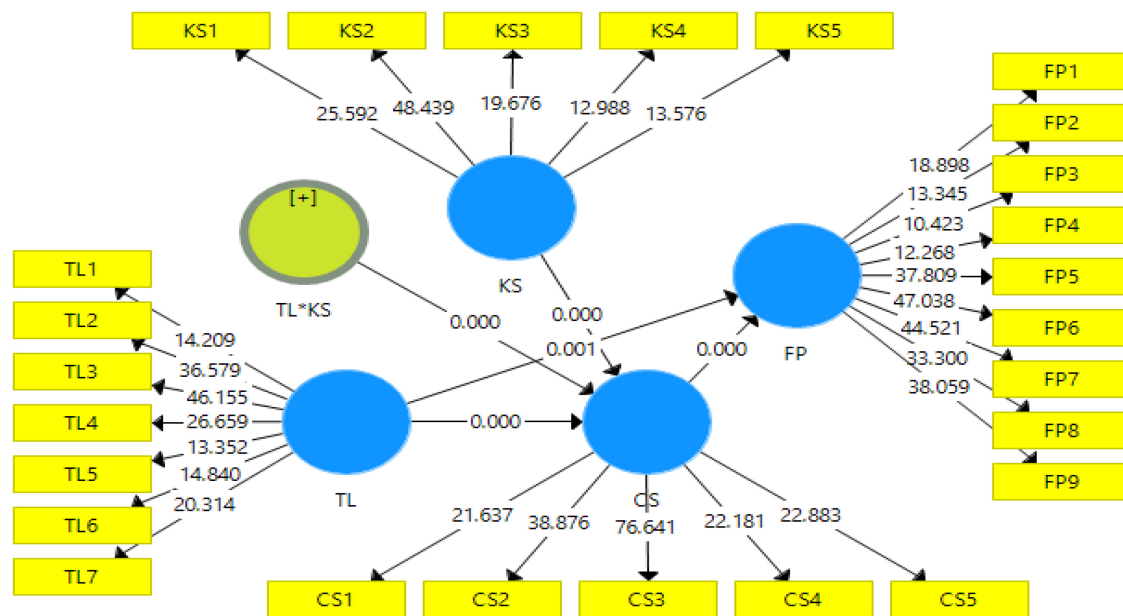 KS1 KS2 KS3 KS4 KS5
25.592 48.439 19.676 12.988 13.576
[+]
TL*KS
KS
0.000
0.000
0.001
0.000
0.000
TL1
TL2
TL3
TL4
TL5
TL6
TL7
14.209
36.579
46.155
26.659
13.352
14.840
20.314
TL
FP
FP1
FP2
FP3
FP4
FP5
FP6
FP7
FP8
FP9
18.898
13.345
10.423
12.268
37.809
47.038
44.521
33.300
38.059
CS
21.637 38.876 76.641 22.181 22.883
CS1 CS2 CS3 CS4 CS5